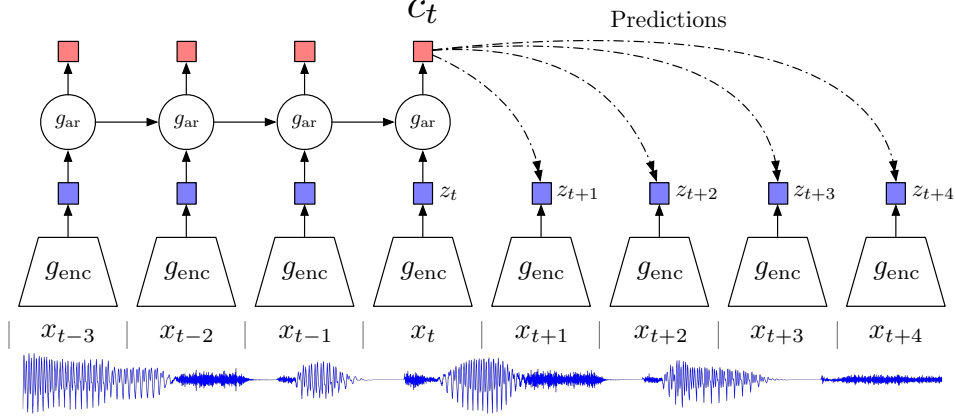 c_t
Predictions
g_ar g_ar g_ar g_ar
z_t z_{t+1} z_{t+2} z_{t+3} z_{t+4}
g_enc g_enc g_enc g_enc g_enc g_enc g_enc g_enc
x_{t−3} x_{t−2} x_{t−1} x_t x_{t+1} x_{t+2} x_{t+3} x_{t+4}